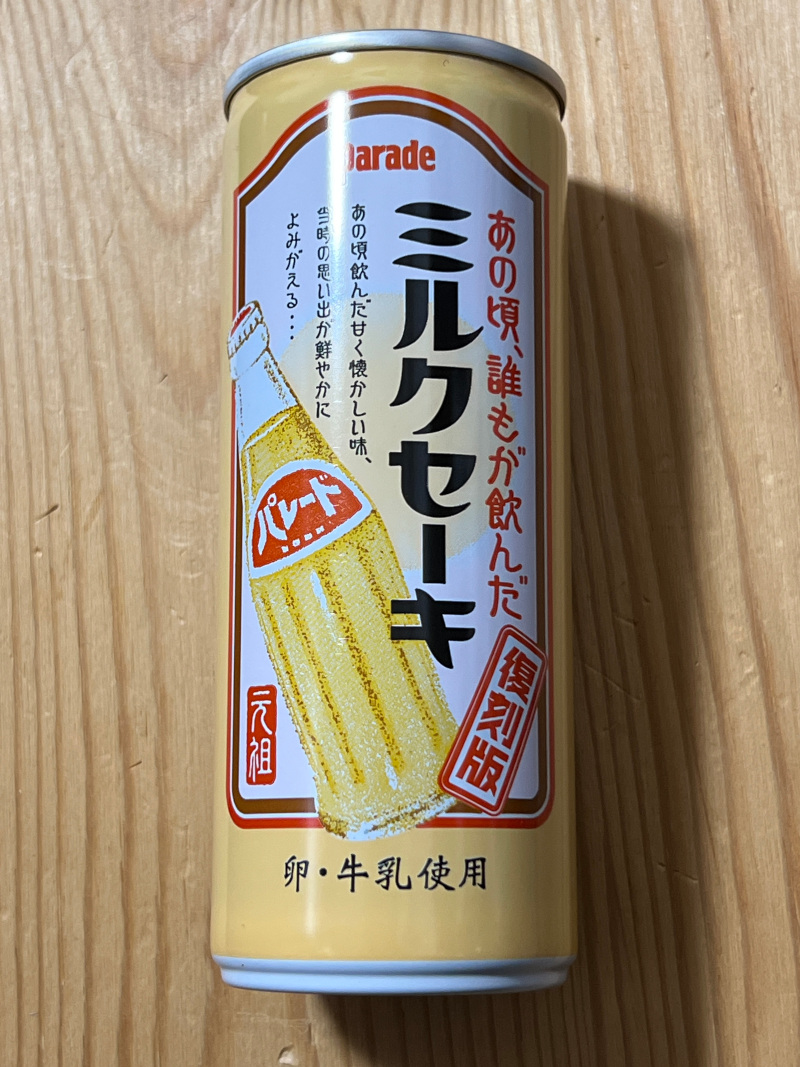 Parade
あの頃、誰もが飲んだ
ミルクセーキ
あの頃飲んだ甘く懐かしい味、
当時の思い出が鮮やかに
よみがえる…
パレード
復刻版
元祖
卵・牛乳使用